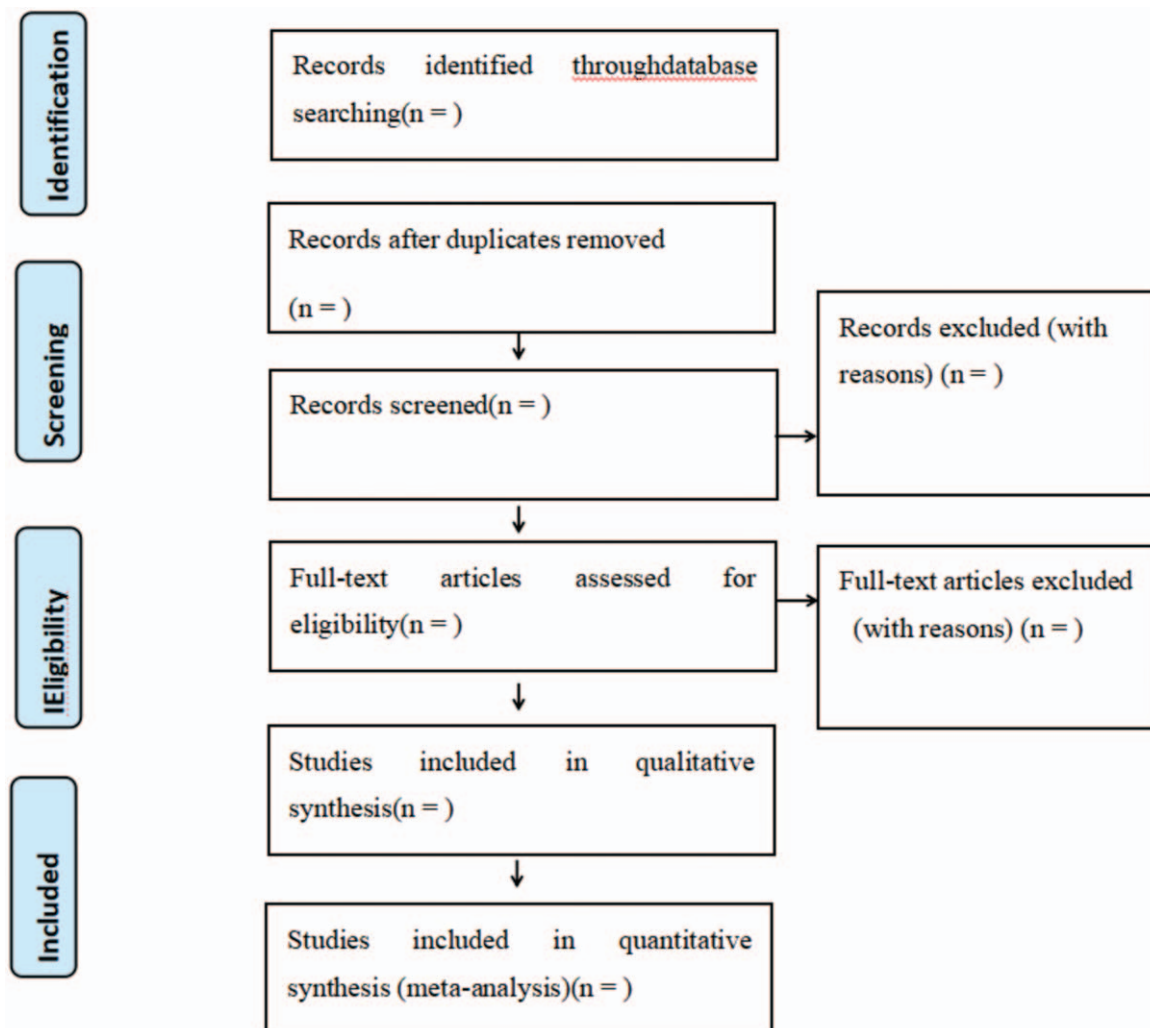 Identification
Records identified throughdatabase
searching(n = )
Records after duplicates removed
(n = )
Screening
Records excluded (with
reasons) (n = )
Records screened(n = )
IEligibility
Full-text articles assessed for
eligibility(n = )
Full-text articles excluded
(with reasons) (n = )
Studies included in qualitative
synthesis(n = )
Included
Studies included in quantitative
synthesis (meta-analysis)(n = )